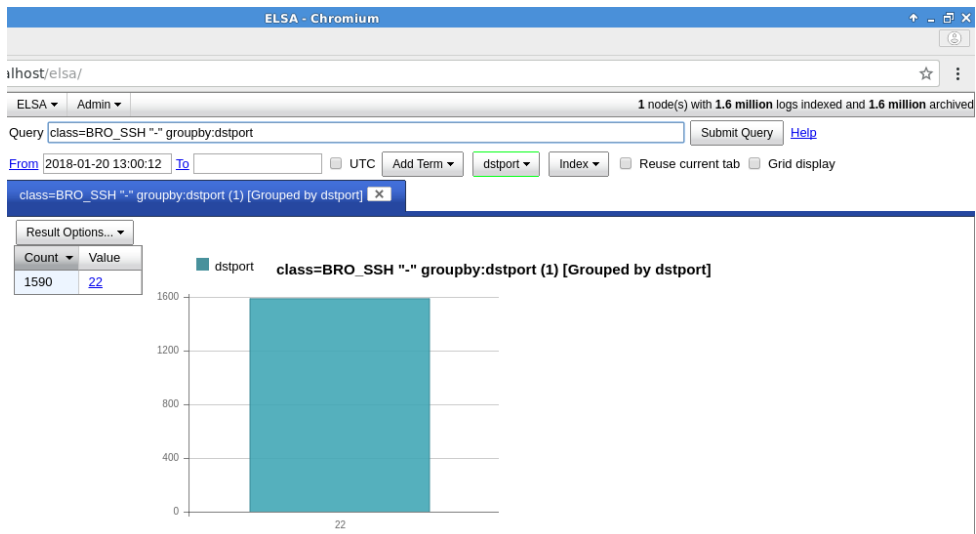 ELSA - Chromium
alhost/elsa/
ELSA Admin 1 node(s) with 1.6 million logs indexed and 1.6 million archived
Query class=BRO_SSH "-" groupby:dstport Submit Query Help
From 2018-01-20 13:00:12 To UTC Add Term dstport Index Reuse current tab Grid display
class=BRO_SSH "-" groupby:dstport (1) [Grouped by dstport] x
Result Options...
Count Value
1590 22
dstport class=BRO_SSH "-" groupby:dstport (1) [Grouped by dstport]
1600
1200
800
400
0
22